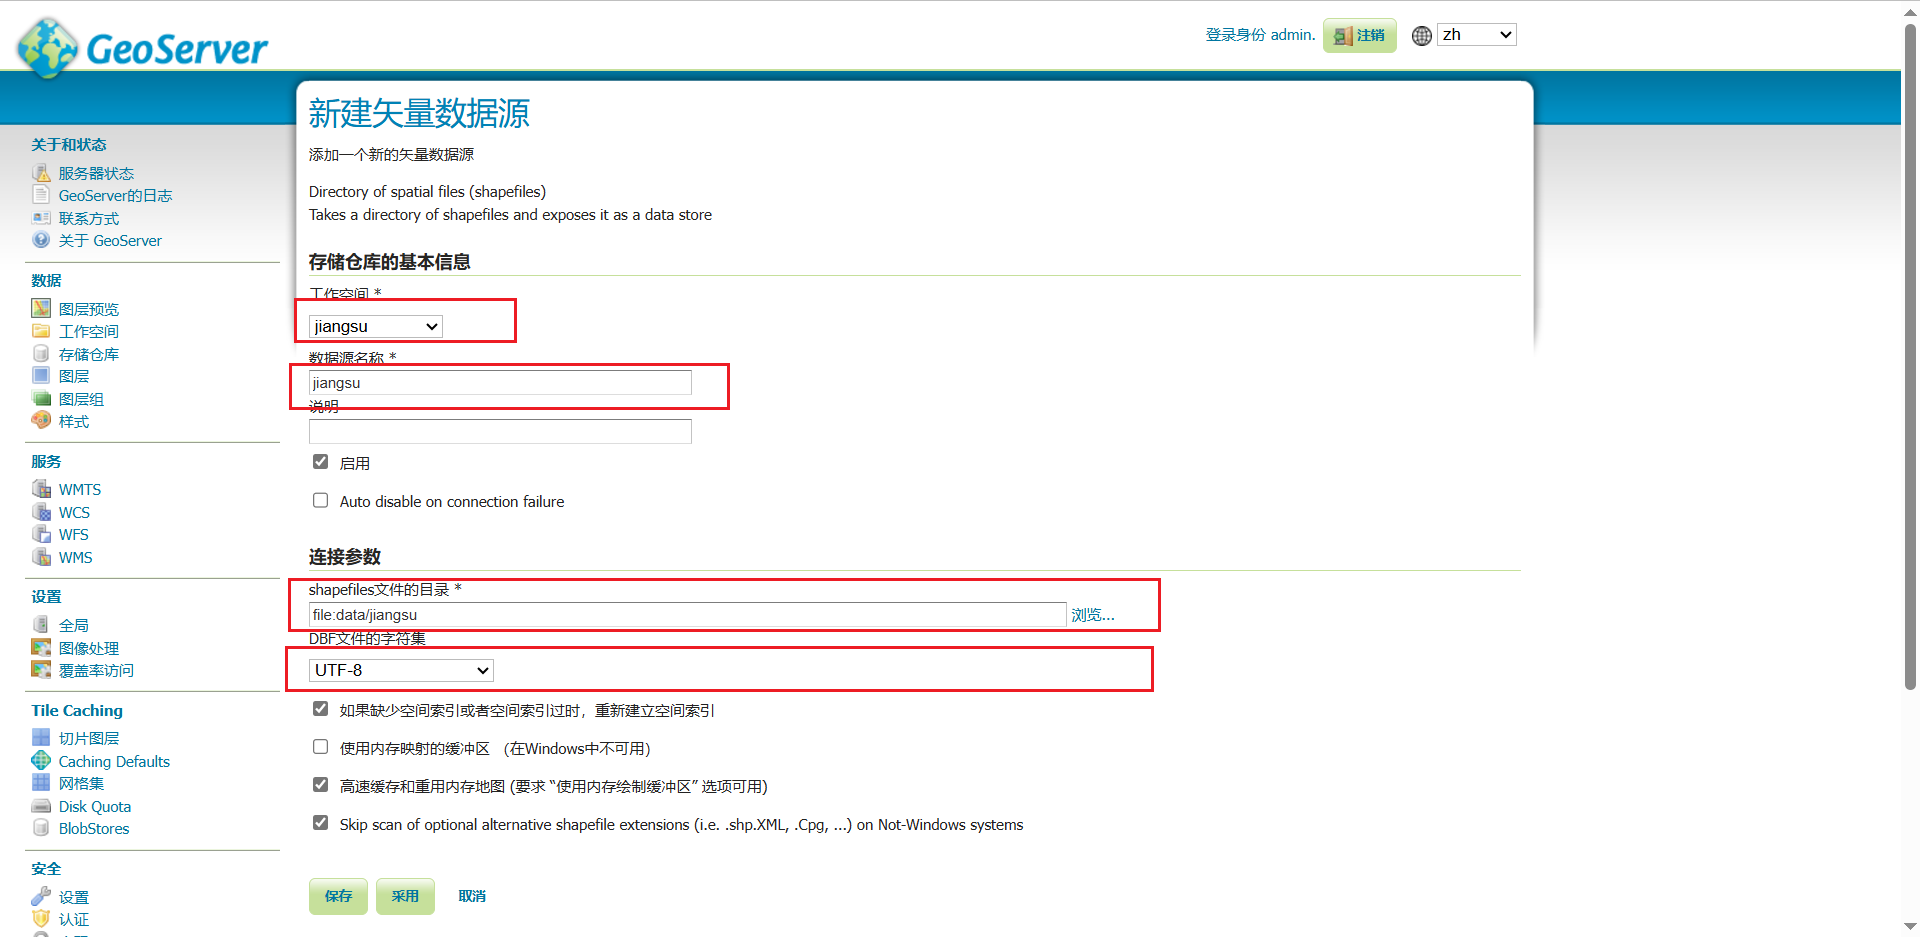 GeoServer
登录身份 admin.
注销
zh
关于和状态
服务器状态
GeoServer的日志
联系方式
关于 GeoServer
数据
图层预览
工作空间
存储仓库
图层
图层组
样式
服务
WMTS
WCS
WFS
WMS
设置
全局
图像处理
覆盖率访问
Tile Caching
切片图层
Caching Defaults
网格集
Disk Quota
BlobStores
安全
设置
认证
新建矢量数据源
添加一个新的矢量数据源
Directory of spatial files (shapefiles)
Takes a directory of shapefiles and exposes it as a data store
存储仓库的基本信息
工作空间 *
jiangsu
数据源名称 *
jiangsu
说明
启用
Auto disable on connection failure
连接参数
shapefiles文件的目录 *
file:data/jiangsu 浏览...
DBF文件的字符集
UTF-8
如果缺少空间索引或者空间索引过时，重新建立空间索引
使用内存映射的缓冲区 （在Windows中不可用)
高速缓存和重用内存地图 (要求 “使用内存绘制缓冲区” 选项可用)
Skip scan of optional alternative shapefile extensions (i.e. .shp.XML, .Cpg, ...) on Not-Windows systems
保存 采用 取消